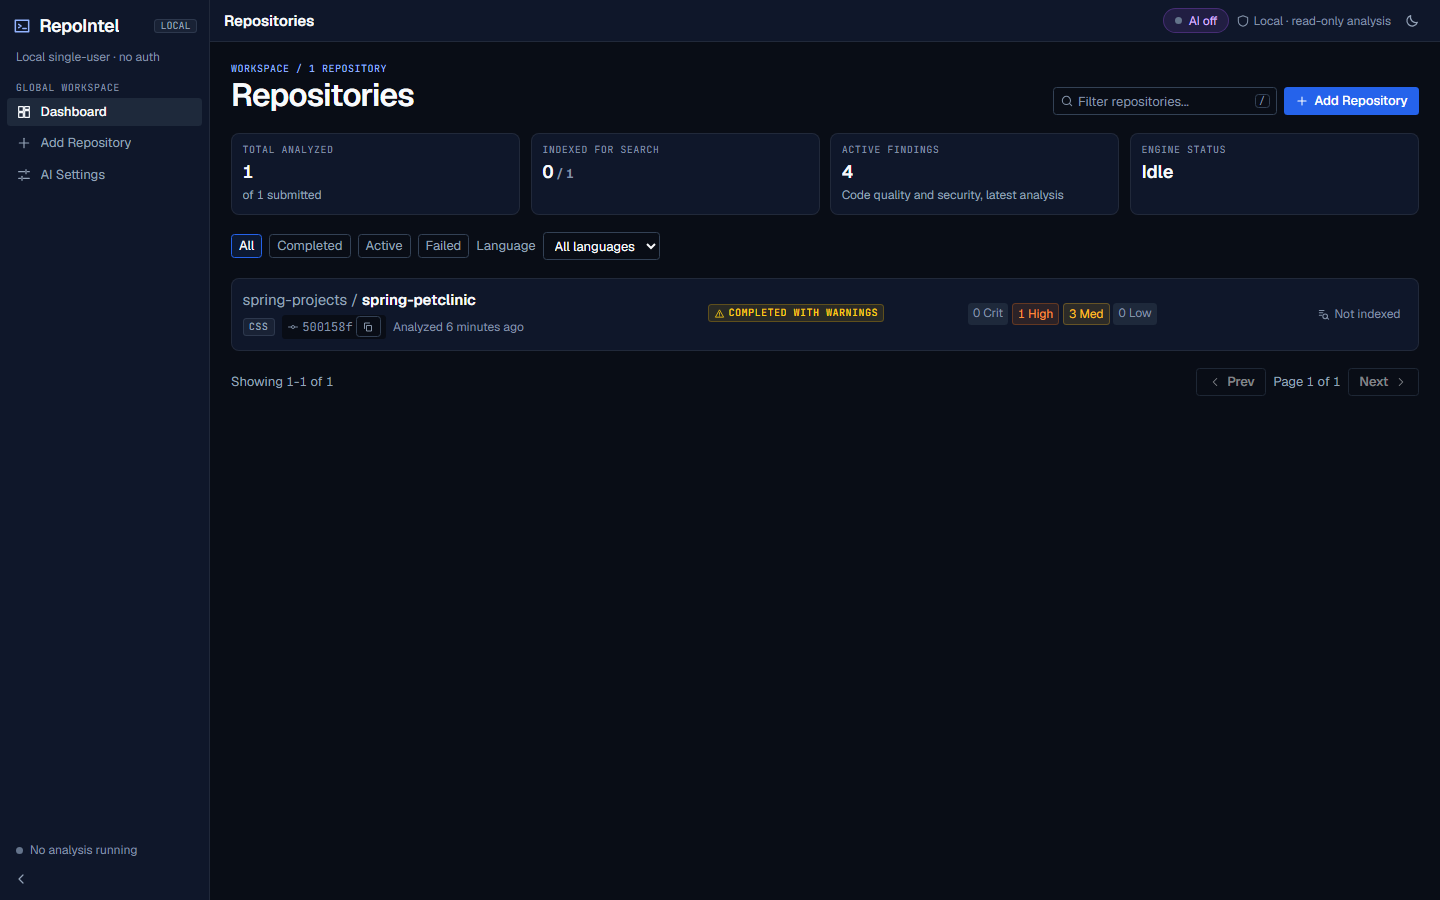 RepoIntel
LOCAL
Local single-user · no auth
GLOBAL WORKSPACE
Dashboard
Add Repository
AI Settings
No analysis running
Repositories
AI off
Local · read-only analysis
WORKSPACE / 1 REPOSITORY
Repositories
Filter repositories...
/
Add Repository
TOTAL ANALYZED
1
of 1 submitted
INDEXED FOR SEARCH
0 / 1
ACTIVE FINDINGS
4
Code quality and security, latest analysis
ENGINE STATUS
Idle
All
Completed
Active
Failed
Language
All languages
spring-projects / spring-petclinic
CSS
500158f
Analyzed 6 minutes ago
COMPLETED WITH WARNINGS
0 Crit
1 High
3 Med
0 Low
Not indexed
Showing 1-1 of 1
Prev
Page 1 of 1
Next